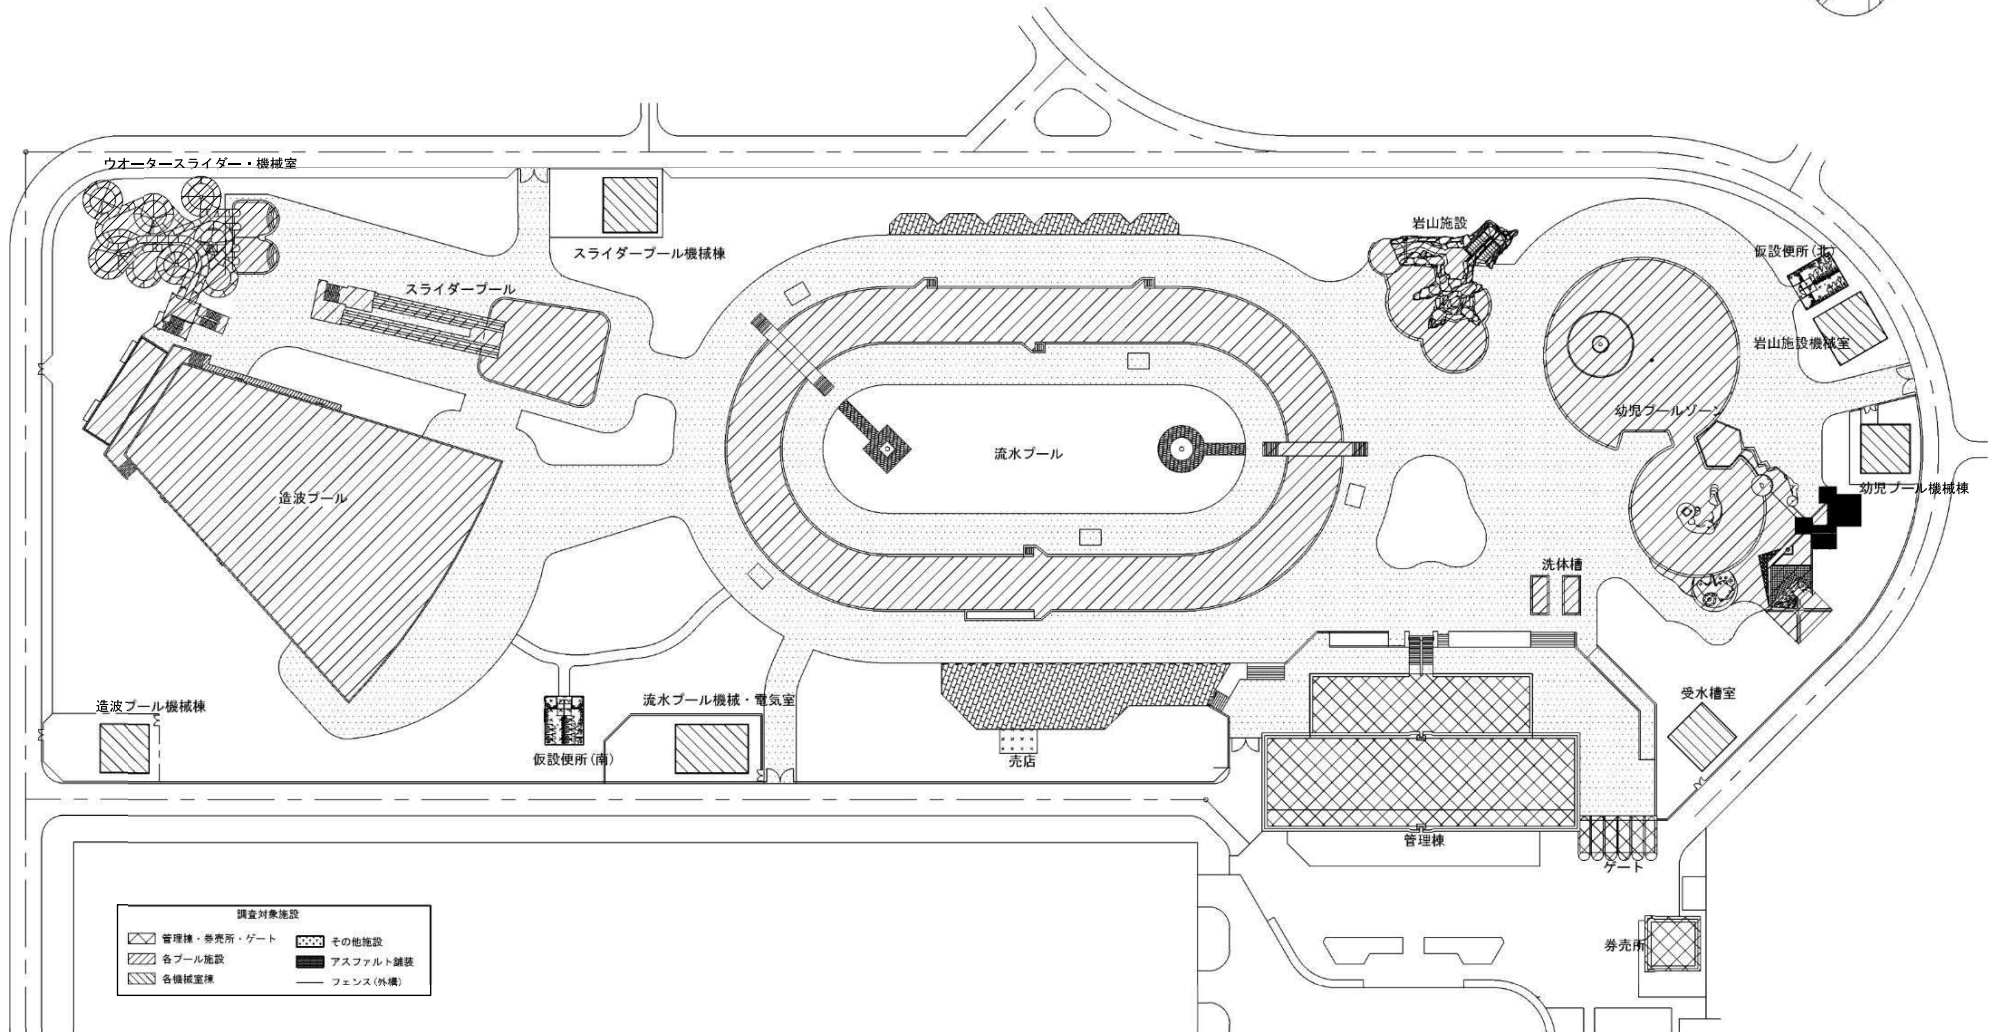 ウオータースライダー・機械室
スライダープール機械棟
岩山施設
仮設便所(北)
スライダープール
岩山施設機械室
幼児プールゾーン
流水プール
幼児プール機械棟
造波プール
洗体槽
受水槽室
造波プール機械棟
流水プール機械・電気室
仮設便所(南)
売店
管理棟
ゲート
券売所
調査対象施設
管理棟・券売所・ゲート
その他施設
各プール施設
アスファルト舗装
各機械室棟
フェンス(外構)